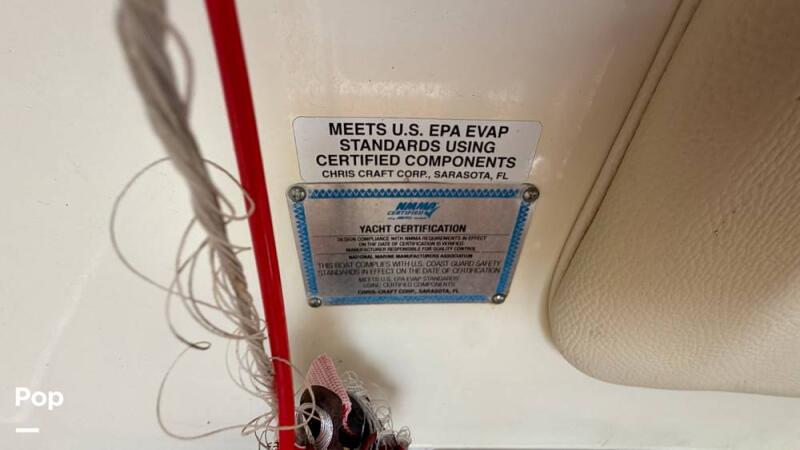 MEETS U.S. EPA EVAP
STANDARDS USING
CERTIFIED COMPONENTS
CHRIS CRAFT CORP., SARASOTA, FL
NMMA
CERTIFIED
YACHT CERTIFICATION
DESIGN COMPLIANCE WITH NMMA REQUIREMENTS IN EFFECT
ON THE DATE OF CERTIFICATION IS VERIFIED.
MANUFACTURER RESPONSIBLE FOR QUALITY CONTROL.
NATIONAL MARINE MANUFACTURERS ASSOCIATION
THIS BOAT COMPLIES WITH U.S. COAST GUARD SAFETY
STANDARDS IN EFFECT ON THE DATE OF CERTIFICATION
MEETS U.S. EPA EVAP STANDARDS
USING CERTIFIED COMPONENTS
CHRIS-CRAFT CORP., SARASOTA, FL
Pop